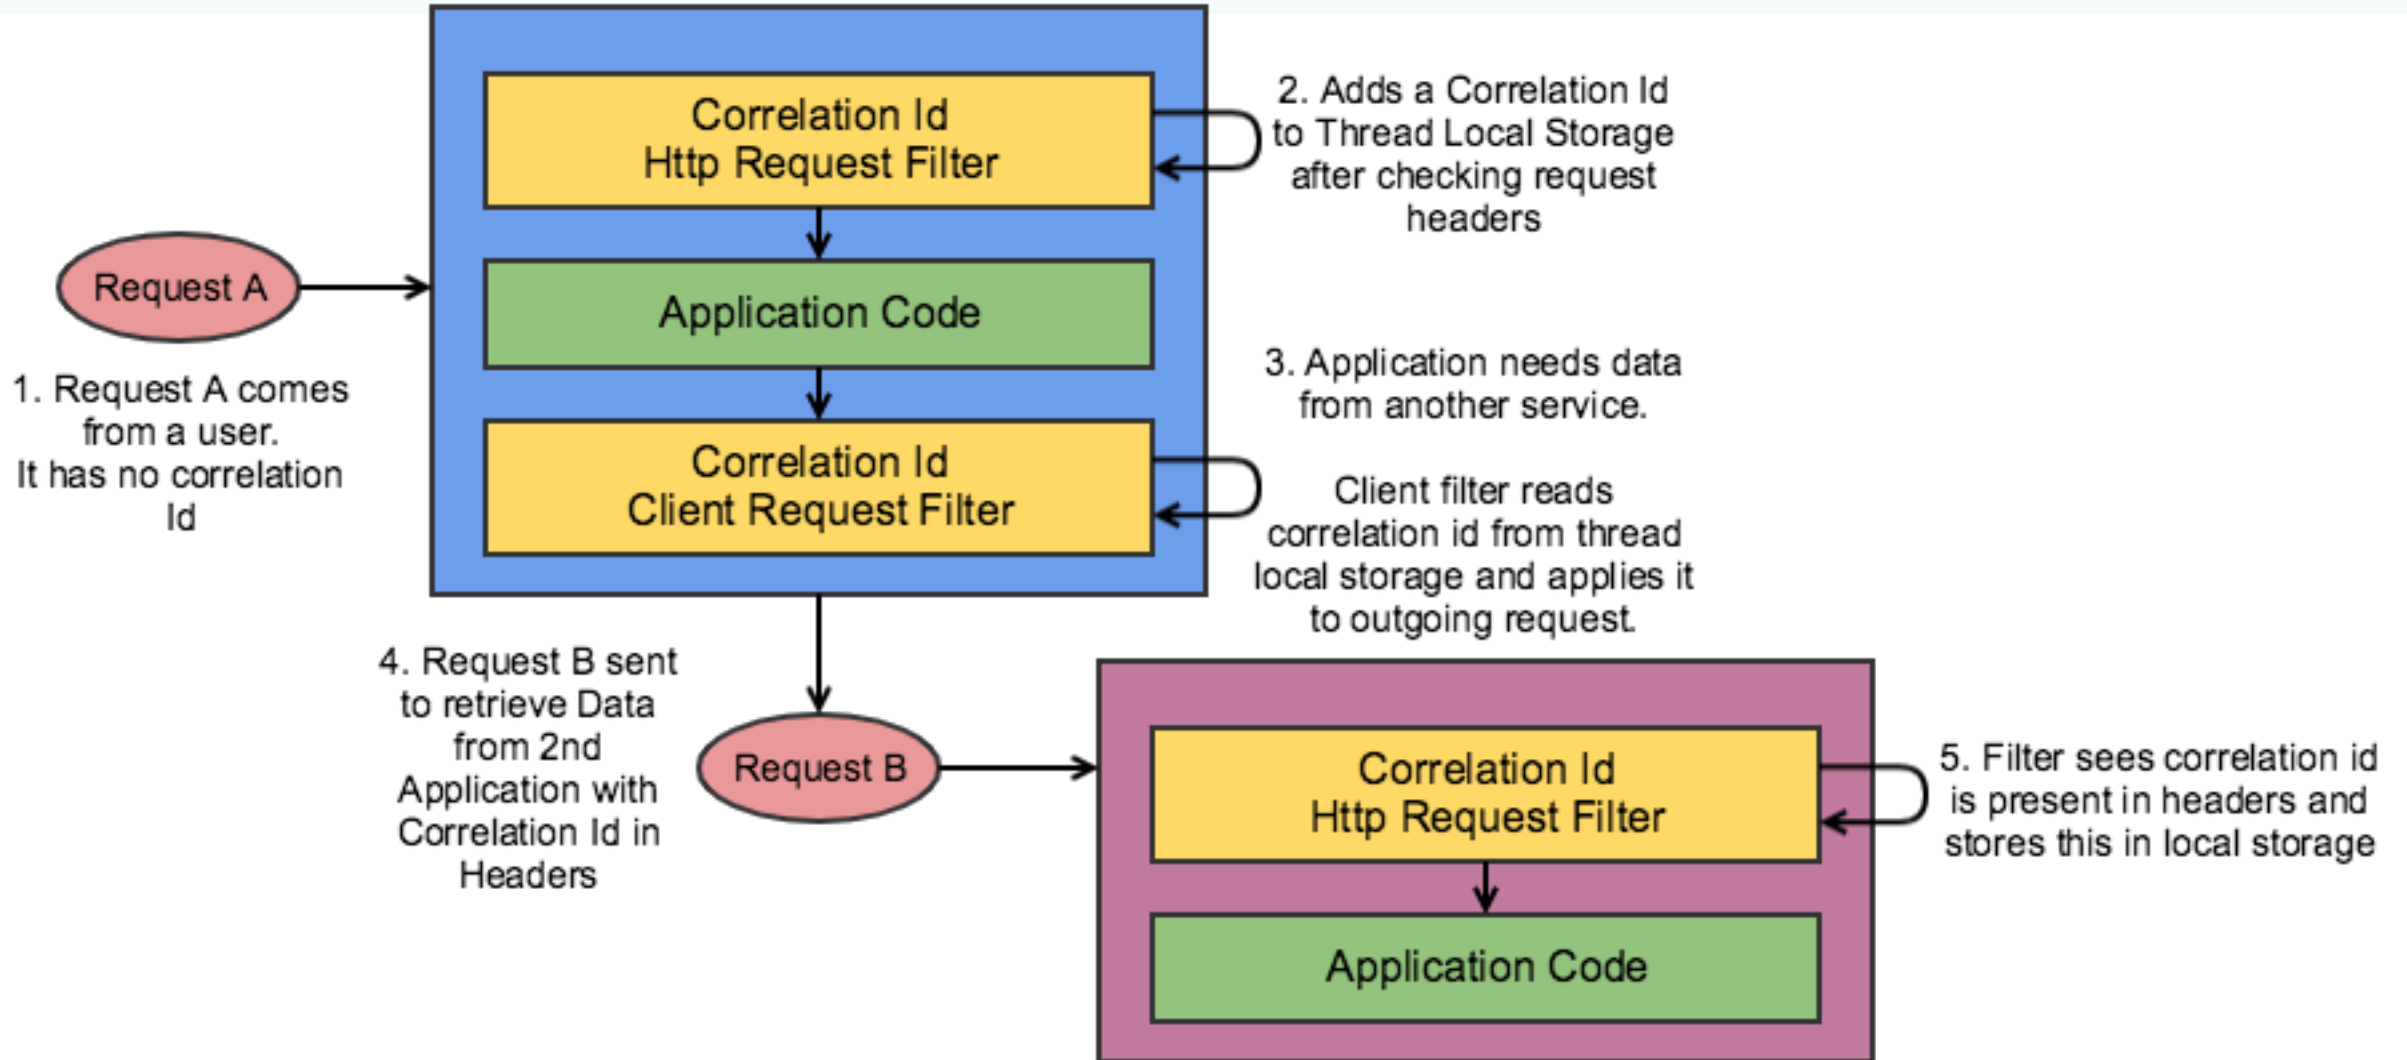 Correlation Id
Http Request Filter
2. Adds a Correlation Id
to Thread Local Storage
after checking request
headers
Request A
1. Request A comes
from a user.
It has no correlation
Id
Application Code
3. Application needs data
from another service.
Correlation Id
Client Request Filter
Client filter reads
correlation id from thread
local storage and applies it
to outgoing request.
4. Request B sent
to retrieve Data
from 2nd
Application with
Correlation Id in
Headers
Request B
Correlation Id
Http Request Filter
5. Filter sees correlation id
is present in headers and
stores this in local storage
Application Code